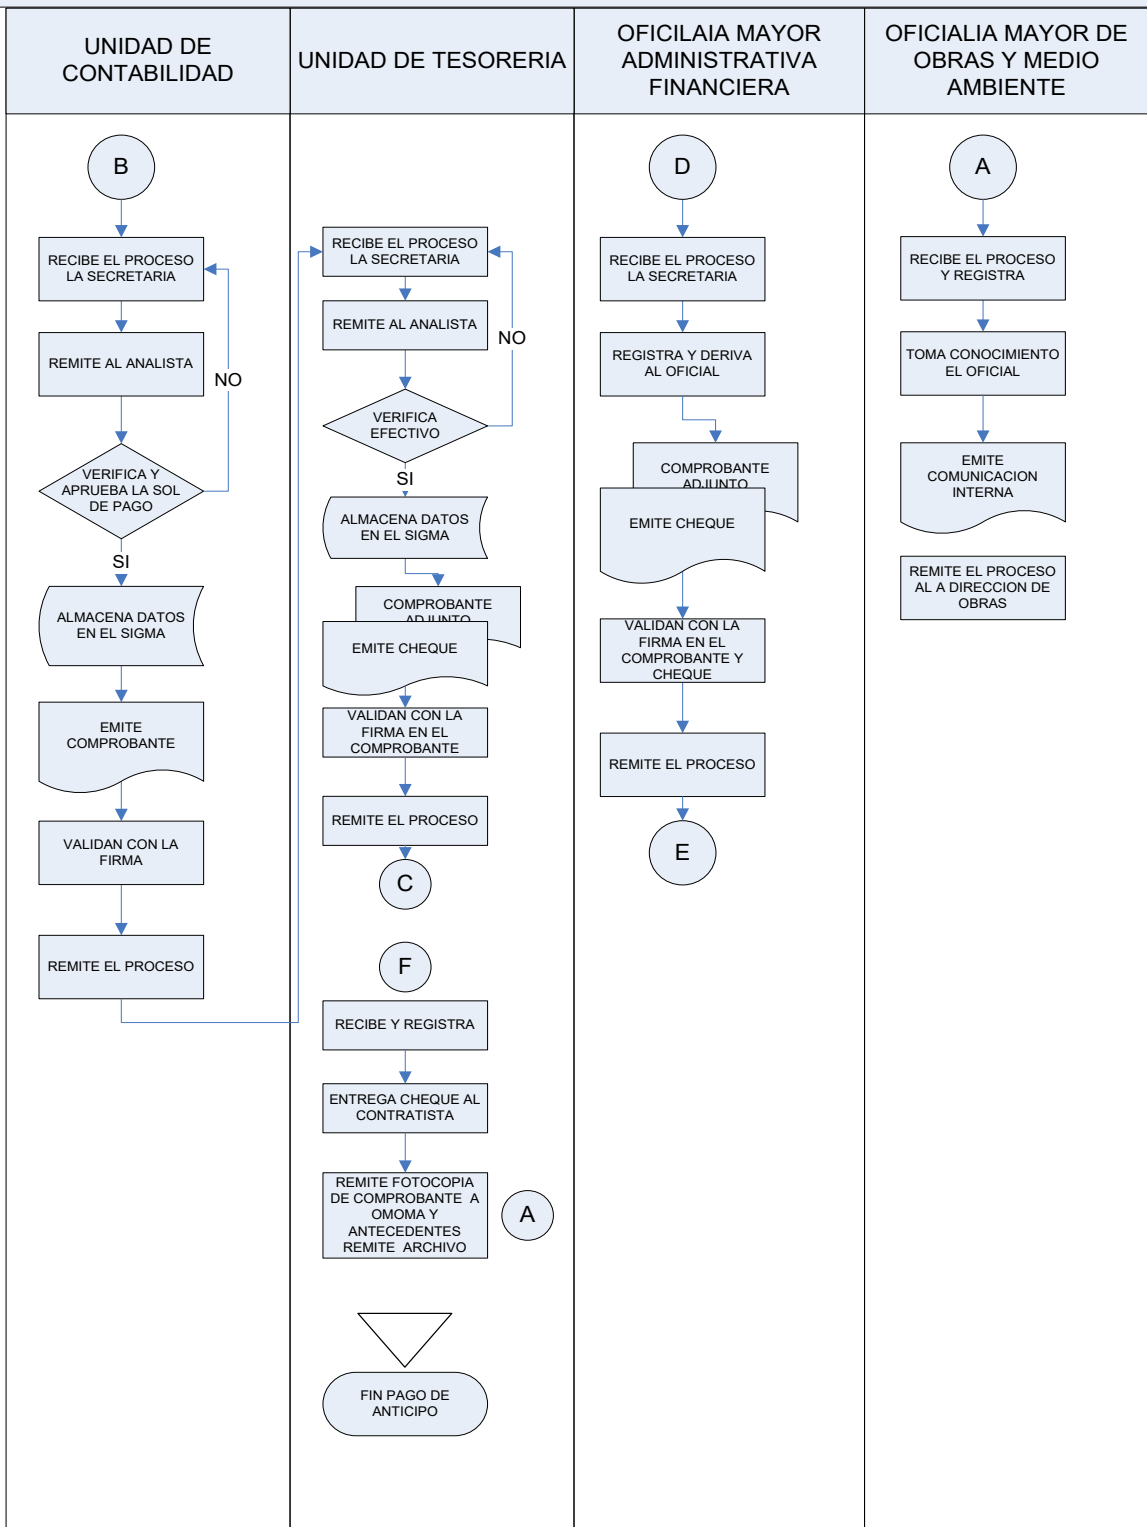 UNIDAD DE
CONTABILIDAD
UNIDAD DE TESORERIA
OFICILAIA MAYOR
ADMINISTRATIVA
FINANCIERA
OFICIALIA MAYOR DE
OBRAS Y MEDIO
AMBIENTE
B
RECIBE EL PROCESO
LA SECRETARIA
REMITE AL ANALISTA
NO
VERIFICA Y
APRUEBA LA SOL
DE PAGO
SI
ALMACENA DATOS
EN EL SIGMA
EMITE
COMPROBANTE
VALIDAN CON LA
FIRMA
REMITE EL PROCESO
RECIBE EL PROCESO
LA SECRETARIA
REMITE AL ANALISTA
NO
VERIFICA
EFECTIVO
SI
ALMACENA DATOS
EN EL SIGMA
COMPROBANTE
ADJUNTO
EMITE CHEQUE
VALIDAN CON LA
FIRMA EN EL
COMPROBANTE
REMITE EL PROCESO
C
F
RECIBE Y REGISTRA
ENTREGA CHEQUE AL
CONTRATISTA
REMITE FOTOCOPIA
DE COMPROBANTE A
OMOMA Y
ANTECEDENTES
REMITE ARCHIVO
A
FIN PAGO DE
ANTICIPO
D
RECIBE EL PROCESO
LA SECRETARIA
REGISTRA Y DERIVA
AL OFICIAL
COMPROBANTE
ADJUNTO
EMITE CHEQUE
VALIDAN CON LA
FIRMA EN EL
COMPROBANTE Y
CHEQUE
REMITE EL PROCESO
E
A
RECIBE EL PROCESO
Y REGISTRA
TOMA CONOCIMIENTO
EL OFICIAL
EMITE
COMUNICACION
INTERNA
REMITE EL PROCESO
AL A DIRECCION DE
OBRAS